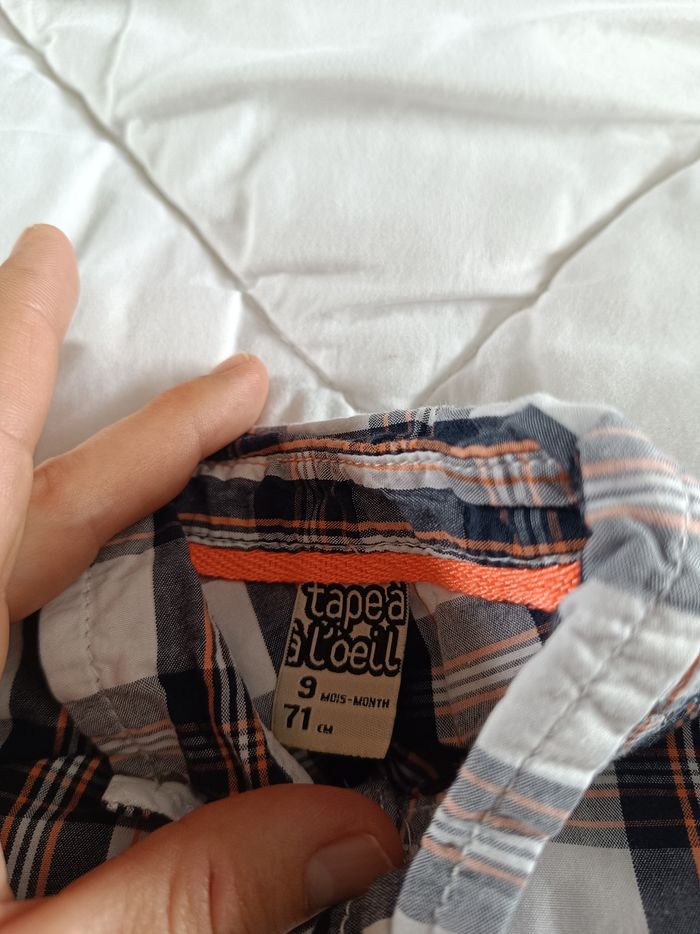 tape à
à l'oeil
9 MOIS-MONTH
71 CM